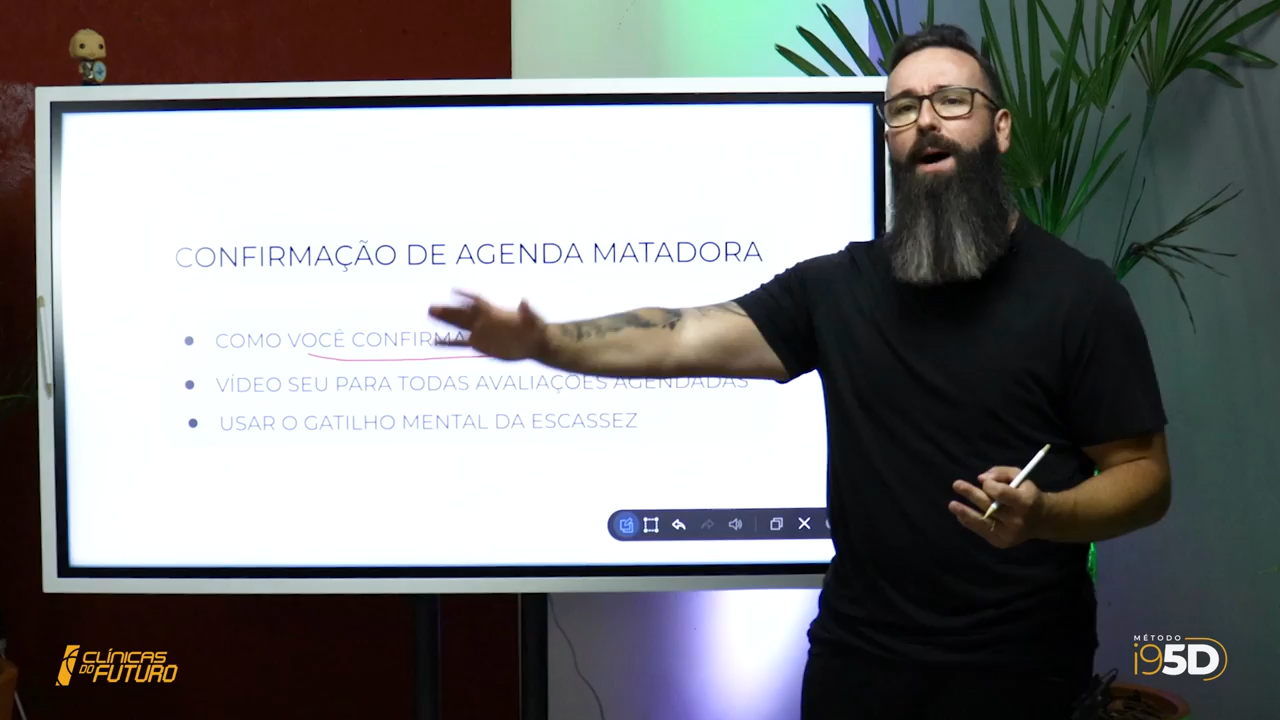 CONFIRMAÇÃO DE AGENDA MATADORA
COMO VOCÊ CONFIRMA
VÍDEO SEU PARA TODAS AVALIAÇÕES AGENDADAS
USAR O GATILHO MENTAL DA ESCASSEZ
CLÍNICAS
DO FUTURO
MÉTODO
i95D